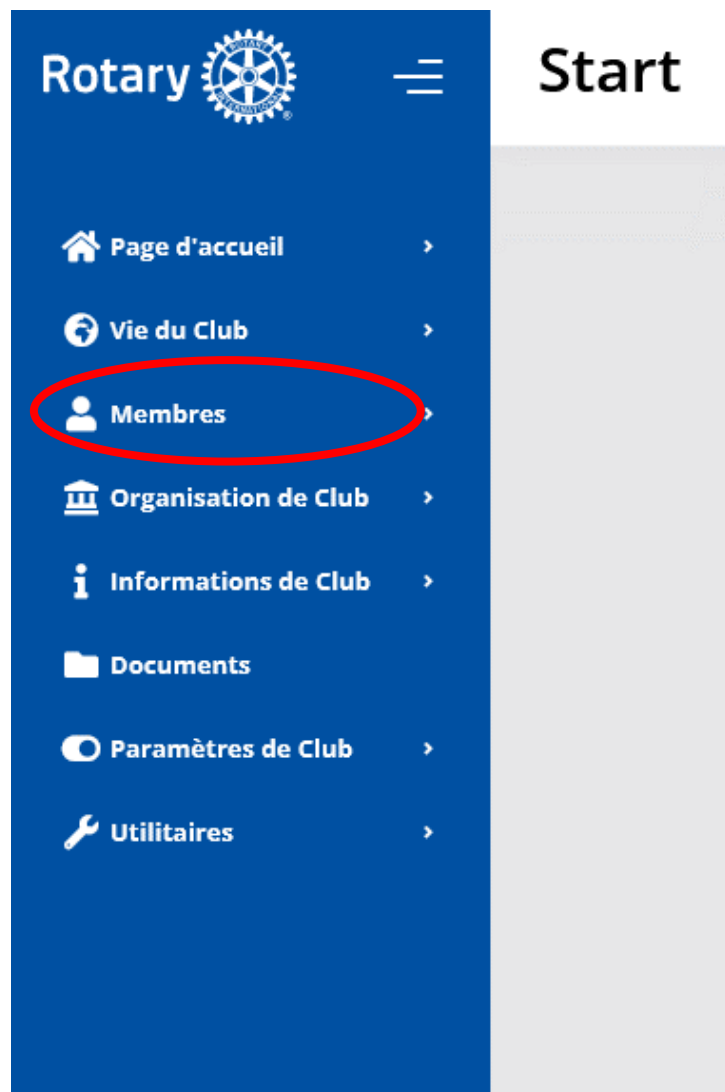 Rotary
Start
Page d'accueil
Vie du Club
Membres
Organisation de Club
Informations de Club
Documents
Paramètres de Club
Utilitaires